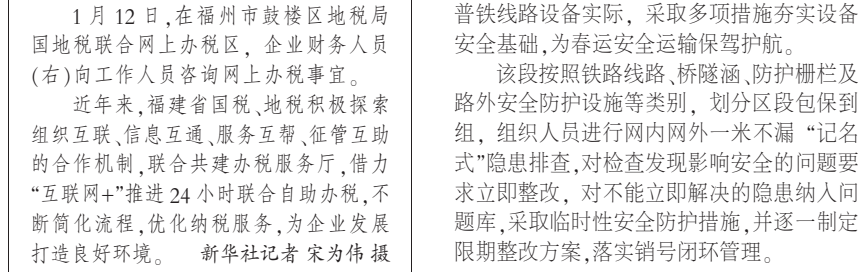 1月12日,在福州市鼓楼区地税局
国地税联合网上办税区，企业财务人员
(右)向工作人员咨询网上办税事宜。
近年来,福建省国税、地税积极探索
组织互联、信息互通、服务互帮、征管互助
的合作机制,联合共建办税服务厅,借力
“互联网+”推进24小时联合自助办税,不
断简化流程,优化纳税服务,为企业发展
打造良好环境。 新华社记者 宋为伟 摄
普铁线路设备实际，采取多项措施夯实设备
安全基础,为春运安全运输保驾护航。
该段按照铁路线路、桥隧涵、防护栅栏及
路外安全防护设施等类别，划分区段包保到
组，组织人员进行网内网外一米不漏“记名
式”隐患排查,对检查发现影响安全的问题要
求立即整改，对不能立即解决的隐患纳入问
题库,采取临时性安全防护措施,并逐一制定
限期整改方案,落实销号闭环管理。